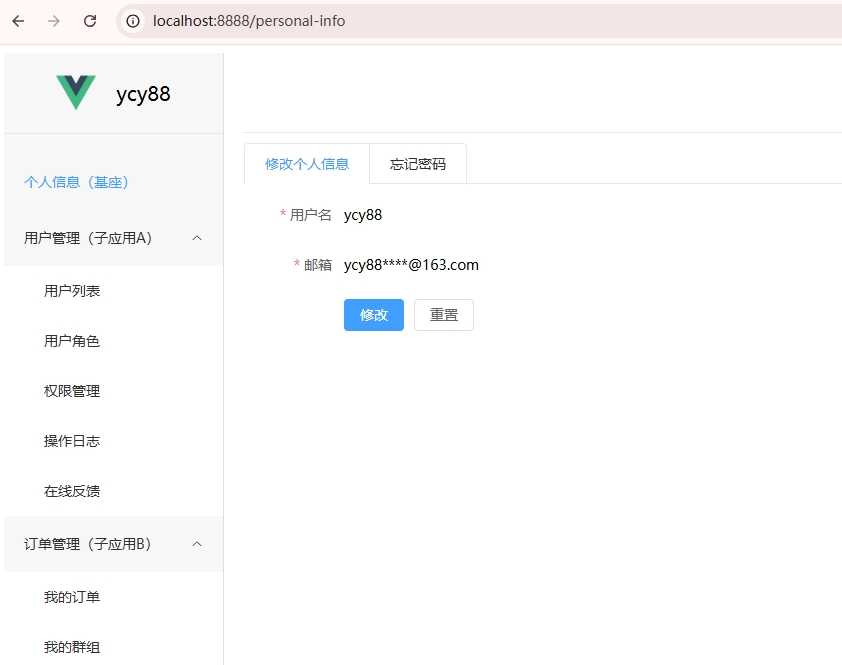 localhost:8888/personal-info
ycy88
个人信息（基座）
用户管理（子应用A）
用户列表
用户角色
权限管理
操作日志
在线反馈
订单管理（子应用B）
我的订单
我的群组
修改个人信息 忘记密码
* 用户名 ycy88
* 邮箱 ycy88****@163.com
修改 重置